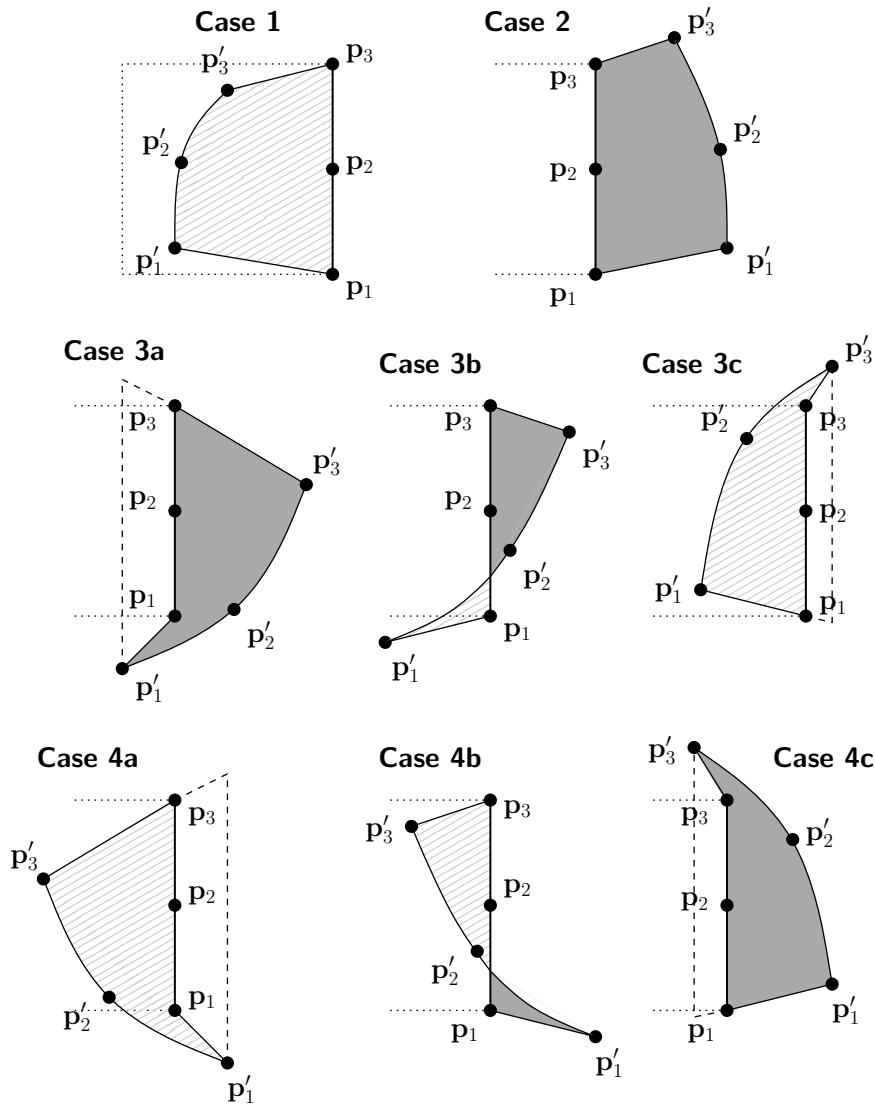 Case 1
Case 2
p′₃
p₃
p′₂
p₂
p′₁
p₁
p′₃
p₃
p′₂
p₂
p′₁
p₁
Case 3a
Case 3b
Case 3c
p₃
p′₃
p₂
p₁
p′₂
p′₁
p₃
p′₃
p₂
p′₂
p₁
p′₁
p′₃
p′₂
p₃
p₂
p′₁
p₁
Case 4a
Case 4b
Case 4c
p₃
p′₃
p₂
p₁
p′₂
p′₁
p₃
p′₃
p₂
p′₂
p₁
p′₁
p′₃
p₃
p′₂
p₂
p₁
p′₁